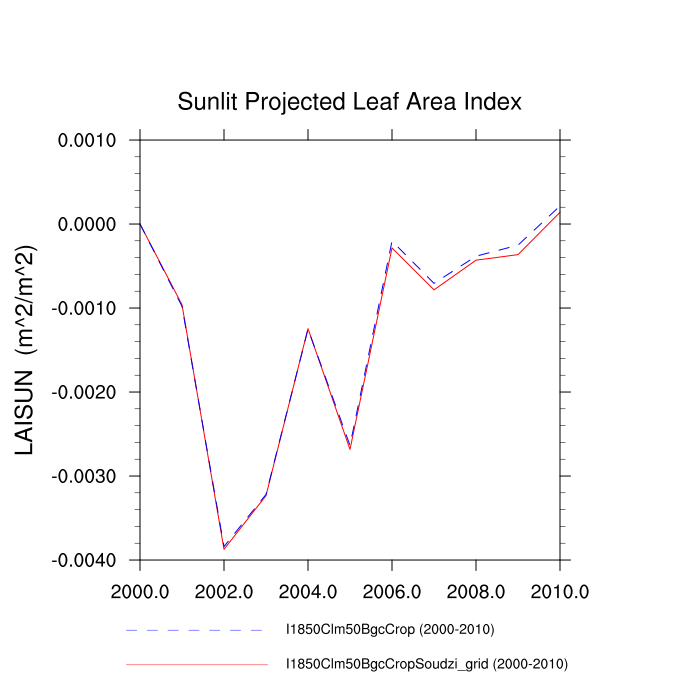 Sunlit Projected Leaf Area Index
0.0010
0.0000
-0.0010
-0.0020
-0.0030
-0.0040
LAISUN (m^2/m^2)
2000.0 2002.0 2004.0 2006.0 2008.0 2010.0
I1850Clm50BgcCrop (2000-2010)
I1850Clm50BgcCropSoudzi_grid (2000-2010)